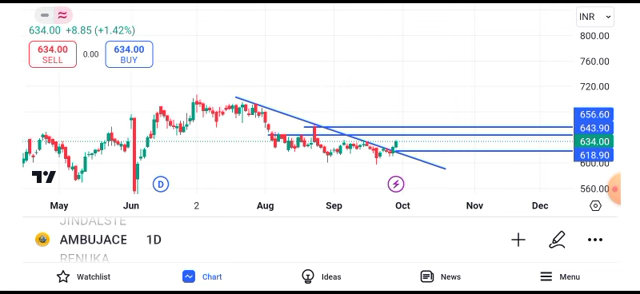 INR
800.00
634.00 +8.85 (+1.42%)
634.00
SELL
0.00
634.00
BUY
760.00
720.00
656.60
643.90
634.00
618.90
600.00
560.00
D
May Jun 2 Aug Sep Oct Nov Dec
JINDALSTE
AMBUJACE 1D
RENUKA
Watchlist Chart Ideas News Menu